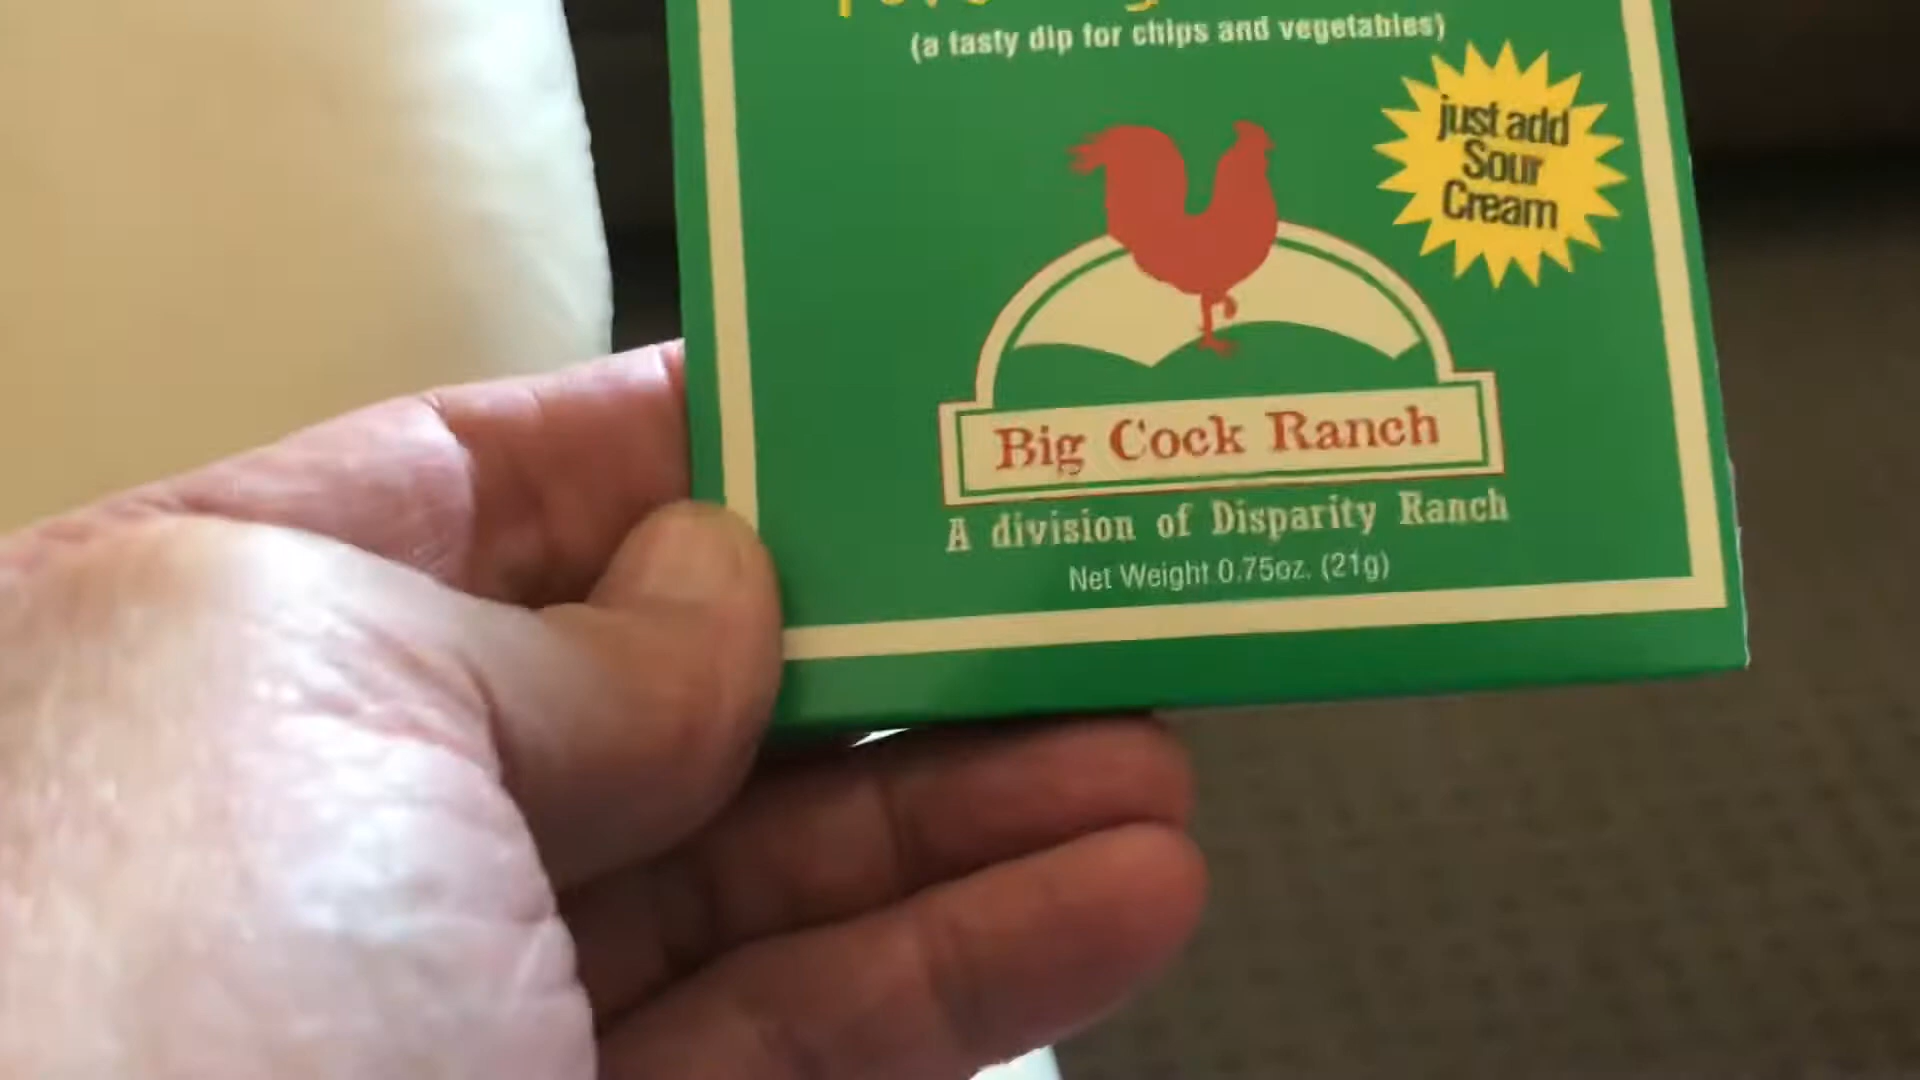 (a tasty dip for chips and vegetables)
just add
Sour
Cream
Big Cock Ranch
A division of Disparity Ranch
Net Weight 0.75oz. (21g)